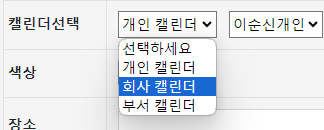 캘린더선택 개인 캘린더 이순신개인
선택하세요
개인 캘린더
색상
회사 캘린더
부서 캘린더
장소